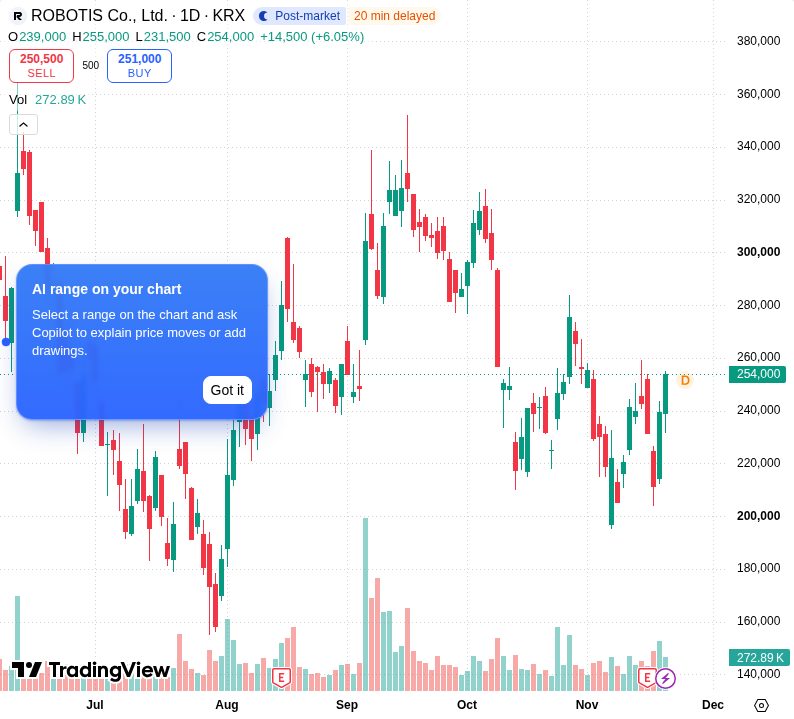 ROBOTIS Co., Ltd. · 1D · KRX Post-market 20 min delayed
O239,000 H255,000 L231,500 C254,000 +14,500 (+6.05%)
250,500 SELL 500 251,000 BUY
Vol 272.89 K
380,000
360,000
340,000
320,000
300,000
280,000
260,000
254,000
240,000
220,000
200,000
180,000
160,000
272.89 K
140,000
AI range on your chart
Select a range on the chart and ask
Copilot to explain price moves or add
drawings.
Got it
D
E
E
TradingView
Jul Aug Sep Oct Nov Dec